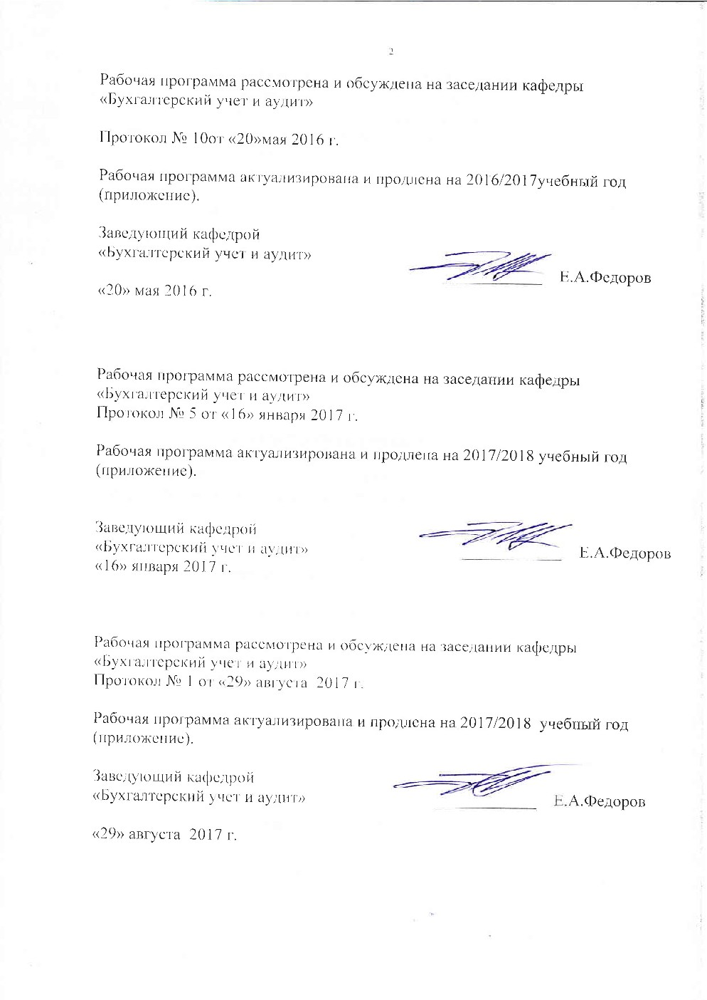 2
Рабочая программа рассмотрена и обсуждена на заседании кафедры
«Бухгалтерский учет и аудит»
Протокол № 10от «20»мая 2016 г.
Рабочая программа актуализирована и продлена на 2016/2017учебный год
(приложение).
Заведующий кафедрой
«Бухгалтерский учет и аудит»
Е.А.Федоров
«20» мая 2016 г.
Рабочая программа рассмотрена и обсуждена на заседании кафедры
«Бухгалтерский учет и аудит»
Протокол № 5 от «16» января 2017 г.
Рабочая программа актуализирована и продлена на 2017/2018 учебный год
(приложение).
Заведующий кафедрой
«Бухгалтерский учет и аудит»
Е.А.Федоров
«16» января 2017 г.
Рабочая программа рассмотрена и обсуждена на заседании кафедры
«Бухгалтерский учет и аудит»
Протокол № 1 от «29» августа 2017 г.
Рабочая программа актуализирована и продлена на 2017/2018 учебный год
(приложение).
Заведующий кафедрой
«Бухгалтерский учет и аудит»
Е.А.Федоров
«29» августа 2017 г.